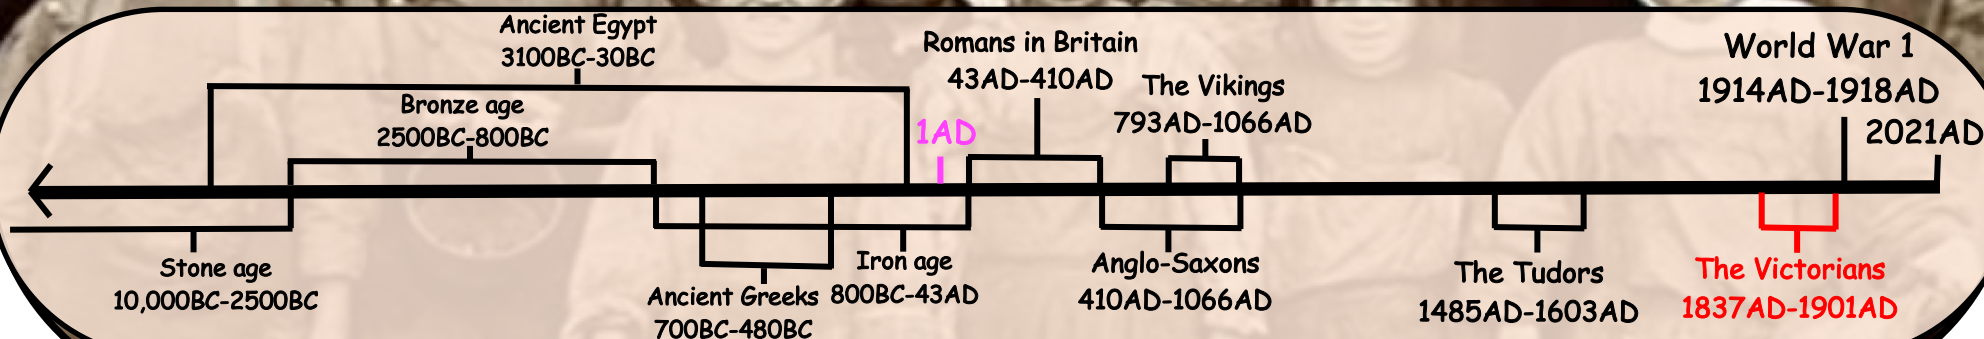 Ancient Egypt
3100BC-30BC
Bronze age
2500BC-800BC
Romans in Britain
43AD-410AD
1AD
The Vikings
793AD-1066AD
World War 1
1914AD-1918AD
2021AD
Stone age
10,000BC-2500BC
Ancient Greeks
700BC-480BC
Iron age
800BC-43AD
Anglo-Saxons
410AD-1066AD
The Tudors
1485AD-1603AD
The Victorians
1837AD-1901AD